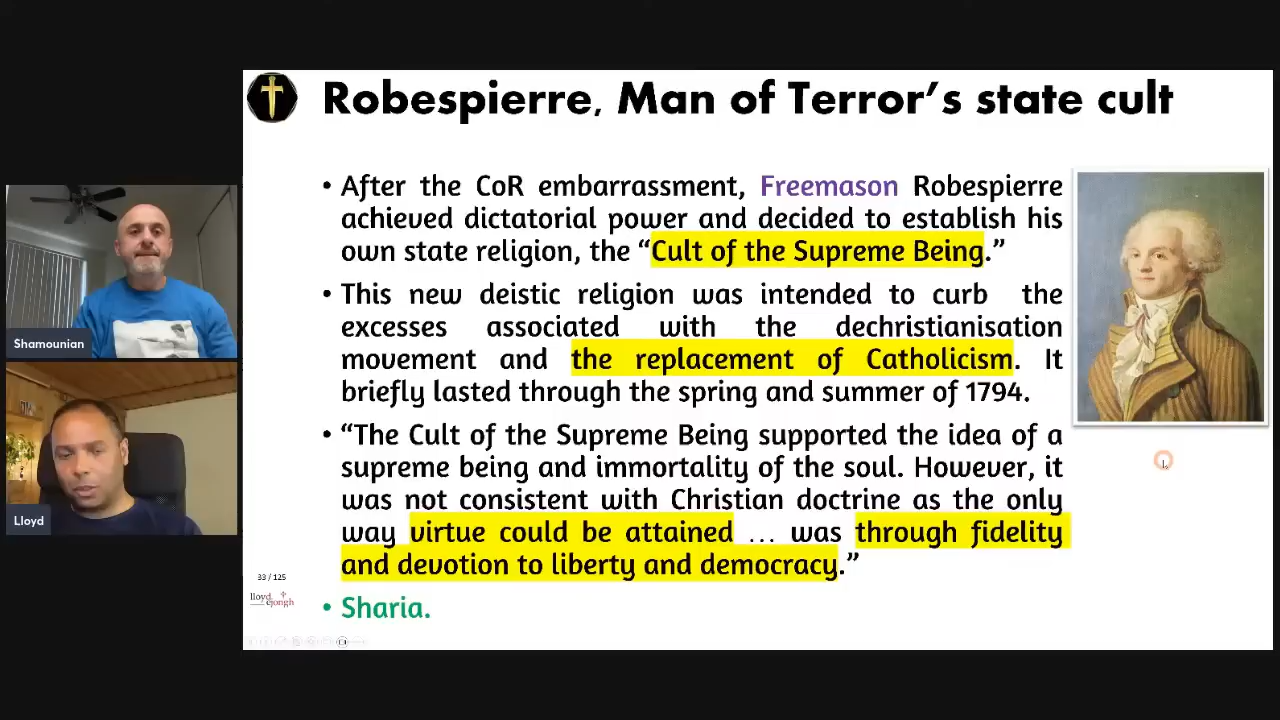 Robespierre, Man of Terror's state cult
• After the CoR embarrassment, Freemason Robespierre
achieved dictatorial power and decided to establish his
own state religion, the “Cult of the Supreme Being.”
• This new deistic religion was intended to curb the
excesses associated with the dechristianisation
movement and the replacement of Catholicism. It
briefly lasted through the spring and summer of 1794.
• “The Cult of the Supreme Being supported the idea of a
supreme being and immortality of the soul. However, it
was not consistent with Christian doctrine as the only
way virtue could be attained … was through fidelity
and devotion to liberty and democracy.”
• Sharia.
Shamounian
Lloyd
33 / 125
lloyd
dejongh